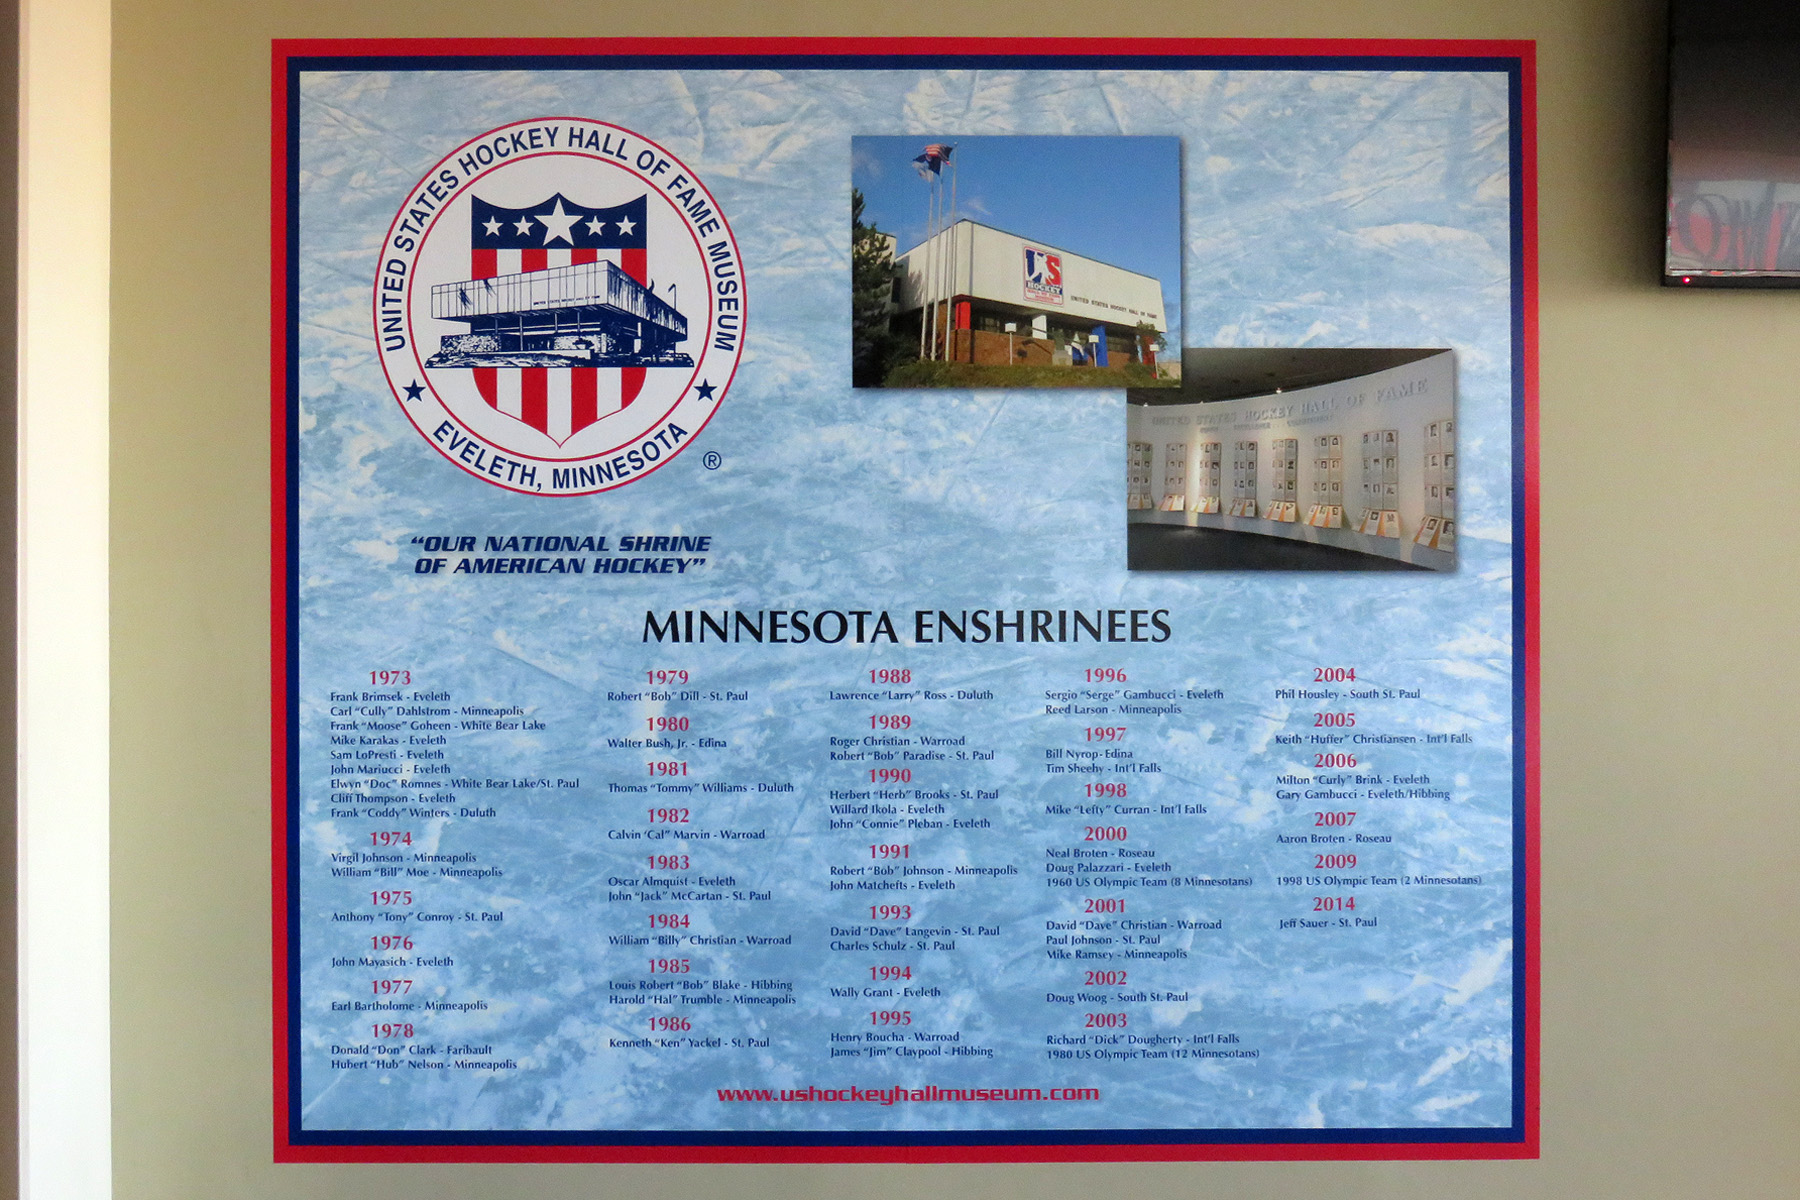 UNITED STATES HOCKEY HALL OF FAME MUSEUM
EVELETH, MINNESOTA
®
"OUR NATIONAL SHRINE
OF AMERICAN HOCKEY"
US
HOCKEY
HALL OF FAME
UNITED STATES HOCKEY HALL OF FAME
UNITED STATES HOCKEY HALL OF FAME
MINNESOTA ENSHRINEES
1973
Frank Brimsek - Eveleth
Carl "Cully" Dahlstrom - Minneapolis
Frank "Moose" Goheen - White Bear Lake
Mike Karakas - Eveleth
Sam LoPresti - Eveleth
John Mariucci - Eveleth
Elwyn "Doc" Romnes - White Bear Lake/St. Paul
Cliff Thompson - Eveleth
Frank "Coddy" Winters - Duluth
1974
Virgil Johnson - Minneapolis
William "Bill" Moe - Minneapolis
1975
Anthony "Tony" Conroy - St. Paul
1976
John Mayasich - Eveleth
1977
Earl Bartholome - Minneapolis
1978
Donald "Don" Clark - Faribault
Hubert "Hub" Nelson - Minneapolis
1979
Robert "Bob" Dill - St. Paul
1980
Walter Bush, Jr. - Edina
1981
Thomas "Tommy" Williams - Duluth
1982
Calvin 'Cal" Marvin - Warroad
1983
Oscar Almquist - Eveleth
John "Jack" McCartan - St. Paul
1984
William "Billy" Christian - Warroad
1985
Louis Robert "Bob" Blake - Hibbing
Harold "Hal" Trumble - Minneapolis
1986
Kenneth "Ken" Yackel - St. Paul
1988
Lawrence "Larry" Ross - Duluth
1989
Roger Christian - Warroad
Robert "Bob" Paradise - St. Paul
1990
Herbert "Herb" Brooks - St. Paul
Willard Ikola - Eveleth
John "Connie" Pleban - Eveleth
1991
Robert "Bob" Johnson - Minneapolis
John Matchefts - Eveleth
1993
David "Dave" Langevin - St. Paul
Charles Schulz - St. Paul
1994
Wally Grant - Eveleth
1995
Henry Boucha - Warroad
James "Jim" Claypool - Hibbing
1996
Sergio "Serge" Gambucci - Eveleth
Reed Larson - Minneapolis
1997
Bill Nyrop- Edina
Tim Sheehy - Int'l Falls
1998
Mike "Lefty" Curran - Int'l Falls
2000
Neal Broten - Roseau
Doug Palazzari - Eveleth
1960 US Olympic Team (8 Minnesotans)
2001
David "Dave" Christian - Warroad
Paul Johnson - St. Paul
Mike Ramsey - Minneapolis
2002
Doug Woog - South St. Paul
2003
Richard "Dick" Dougherty - Int'l Falls
1980 US Olympic Team (12 Minnesotans)
2004
Phil Housley - South St. Paul
2005
Keith "Huffer" Christiansen - Int'l Falls
2006
Milton "Curly" Brink - Eveleth
Gary Gambucci - Eveleth/Hibbing
2007
Aaron Broten - Roseau
2009
1998 US Olympic Team (2 Minnesotans)
2014
Jeff Sauer - St. Paul
www.ushockeyhallmuseum.com